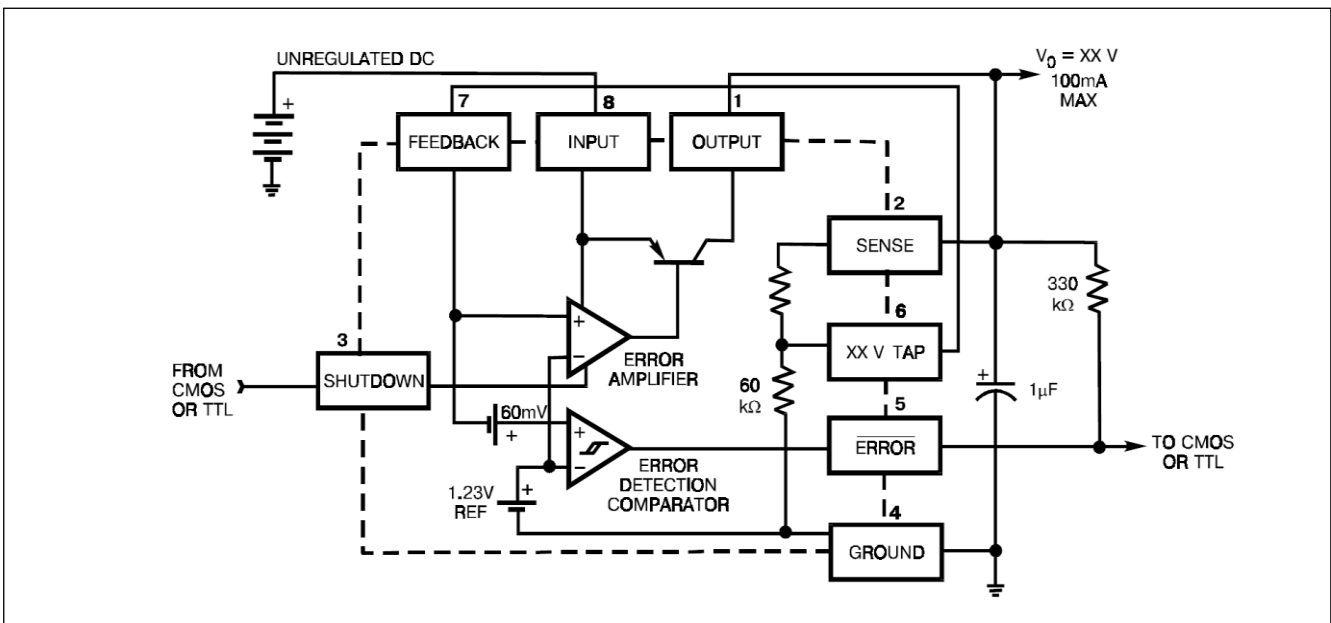 UNREGULATED DC
V₀ = XX V
100mA
MAX
+
7
8
1
FEEDBACK
INPUT
OUTPUT
2
SENSE
330
kΩ
6
XX V TAP
+
−
ERROR
AMPLIFIER
3
SHUTDOWN
FROM
CMOS
OR TTL
60
kΩ
+
1µF
5
ERROR
TO CMOS
OR TTL
60mV
+
+
−
ERROR
DETECTION
COMPARATOR
1.23V
REF
+
4
GROUND